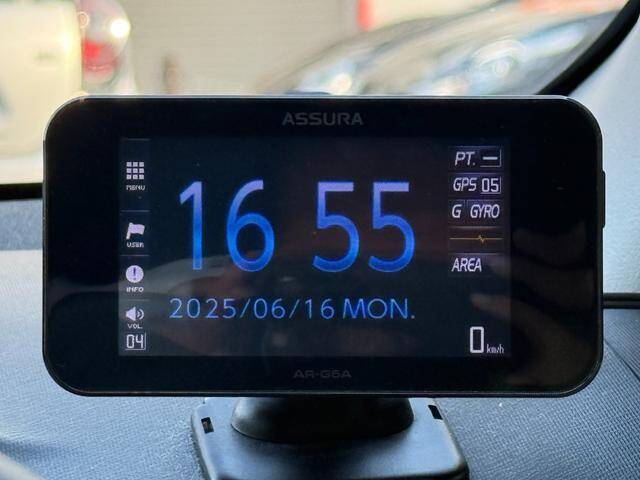 ASSURA
MENU
USER
INFO
VOL.
04
16 55
2025/06/16 MON.
PT. —
GPS 05
G GYRO
AREA
0 km/h
AR-G5A